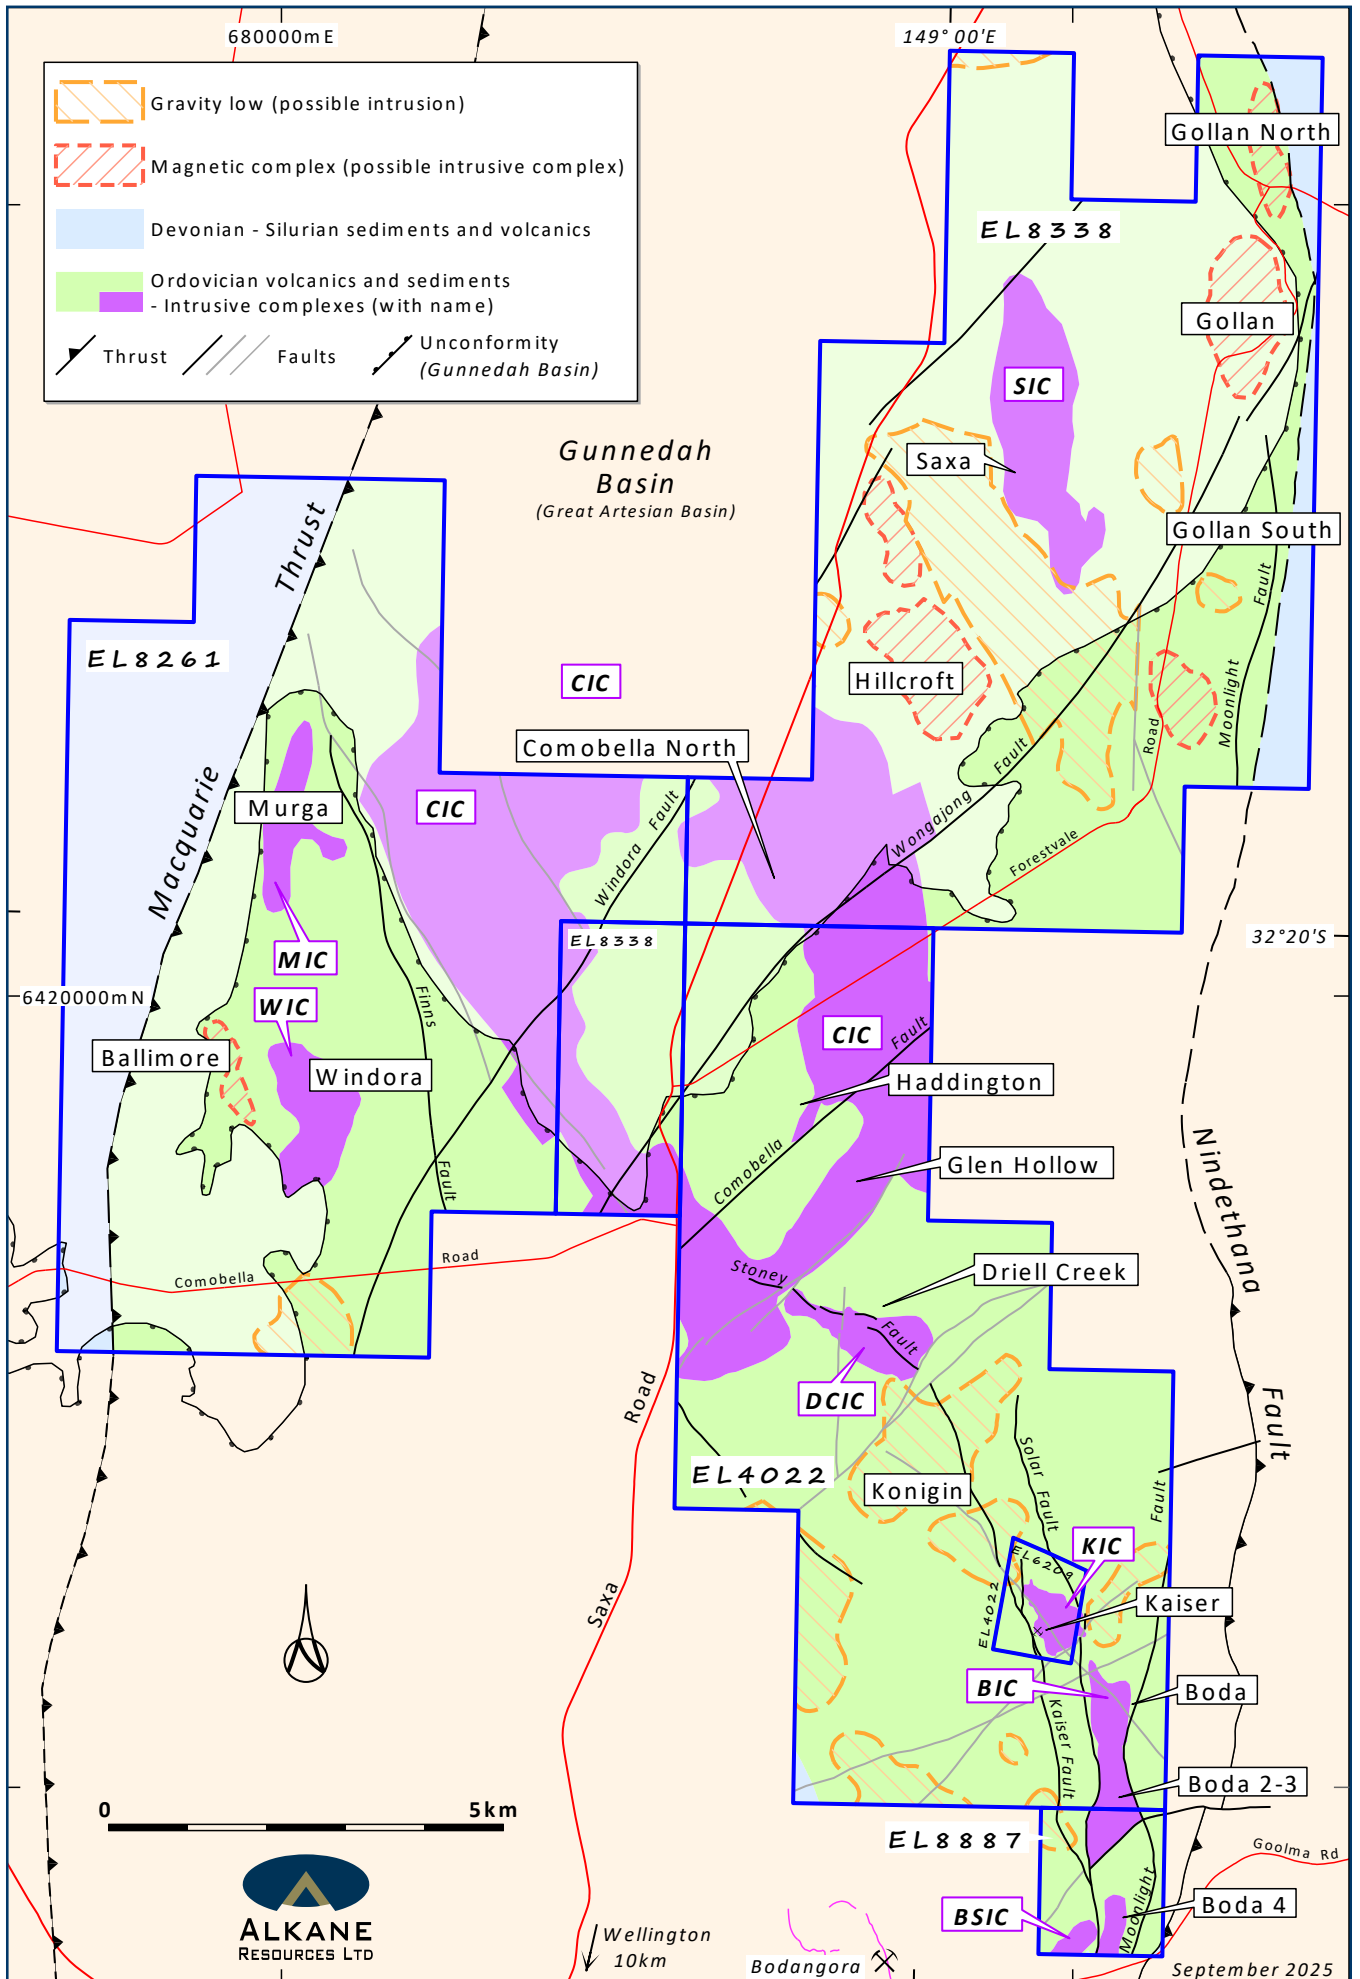 680000mE
149° 00'E
Gravity low (possible intrusion)
Magnetic complex (possible intrusive complex)
Devonian - Silurian sediments and volcanics
Ordovician volcanics and sediments
- Intrusive complexes (with name)
Thrust
Faults
Unconformity
(Gunnedah Basin)
Gollan North
EL8338
Gollan
SIC
Gunnedah
Basin
(Great Artesian Basin)
Saxa
Gollan South
Thrust
Fault
EL8261
CIC
Hillcroft
Moonlight
Road
Comobella North
Fault
Macquarie
Murga
CIC
Windora
Fault
Wongajong
Forestvale
MIC
EL8338
32°20'S
6420000mN
WIC
Finns
CIC
Fault
Ballimore
Windora
Haddington
Comobella
Glen Hollow
Fault
Nindethana
Fault
Comobella
Road
Stoney
Fault
Driell Creek
DCIC
Road
EL4022
Konigin
Solar Fault
Fault
KIC
EL6209
EL4022
Kaiser
Saxa
BIC
Boda
Kaiser Fault
Boda 2-3
0
5km
EL8887
Goolma Rd
Boda 4
BSIC
Moonlight
ALKANE
RESOURCES LTD
Wellington
10km
Bodangora
September 2025